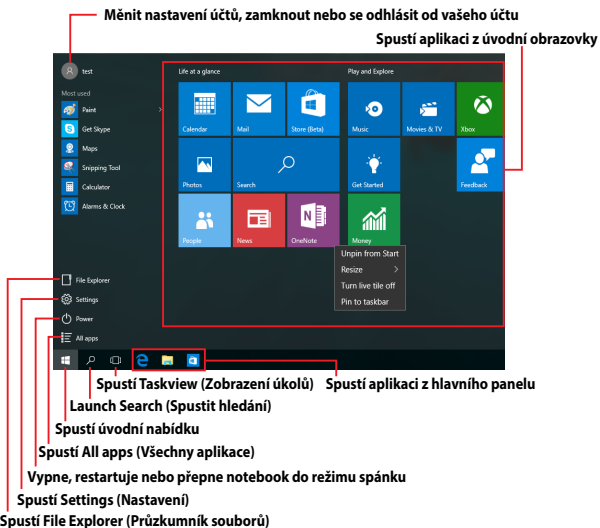 Měnit nastavení účtů, zamknout nebo se odhlásit od vašeho účtu
Spustí aplikaci z úvodní obrazovky
test
Life at a glance
Play and Explore
Most used
Paint
Get Skype
Maps
Snipping Tool
Calculator
Alarms & Clock
Calendar
Mail
Store (Beta)
Music
Movies & TV
Xbox
Photos
Search
Get Started
Feedback
People
News
OneNote
Money
Unpin from Start
Resize
Turn live tile off
Pin to taskbar
File Explorer
Settings
Power
All apps
Spustí Taskview (Zobrazení úkolů)
Spustí aplikaci z hlavního panelu
Launch Search (Spustit hledání)
Spustí úvodní nabídku
Spustí All apps (Všechny aplikace)
Vypne, restartuje nebo přepne notebook do režimu spánku
Spustí Settings (Nastavení)
Spustí File Explorer (Průzkumník souborů)